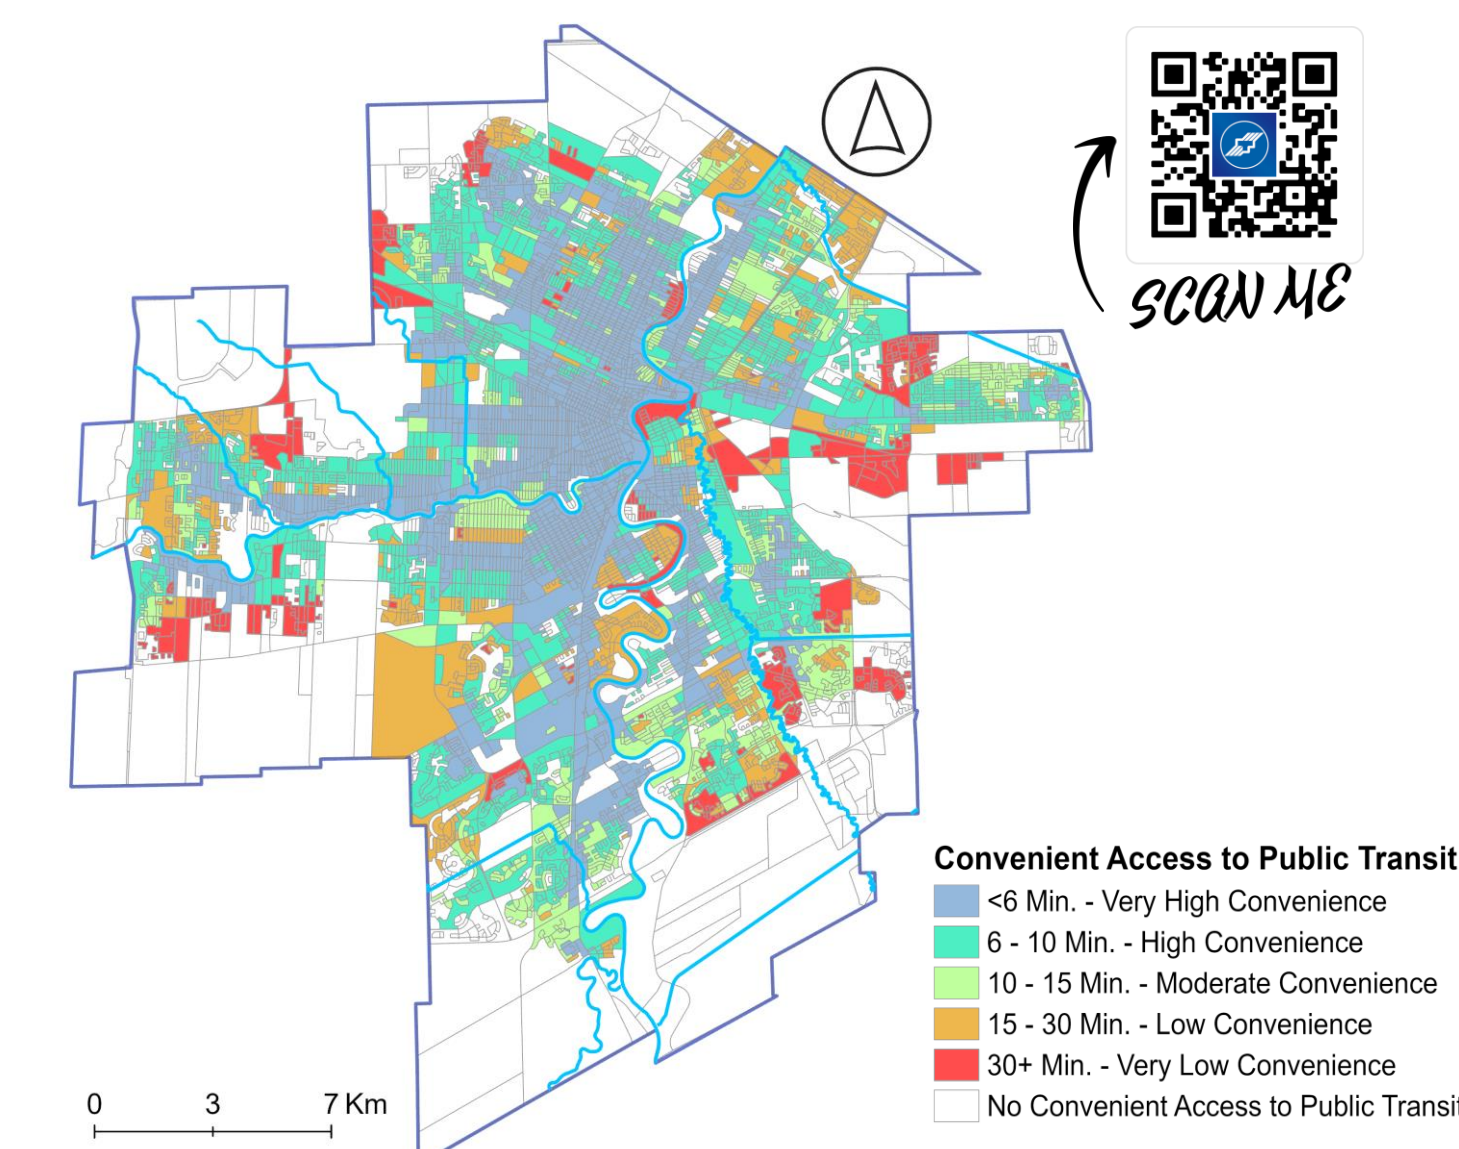 SCAN ME
Convenient Access to Public Transit
<6 Min. - Very High Convenience
6 - 10 Min. - High Convenience
10 - 15 Min. - Moderate Convenience
15 - 30 Min. - Low Convenience
30+ Min. - Very Low Convenience
No Convenient Access to Public Transit
0 3 7 Km